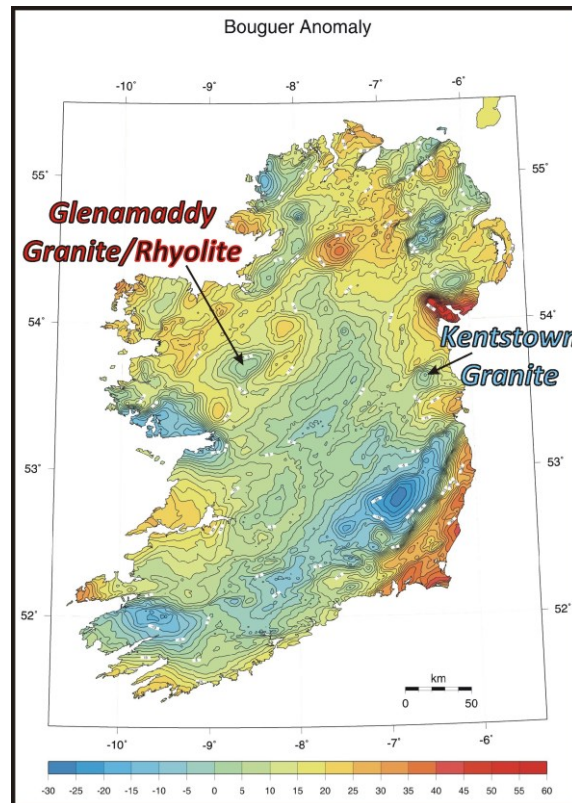 Bouguer Anomaly
-10° -9° -8° -7° -6°
55° 55°
Glenamaddy
Granite/Rhyolite
54° 54°
Kentstown
Granite
53° 53°
52° 52°
km
0 50
-10° -9° -8° -7° -6°
-30 -25 -20 -15 -10 -5 0 5 10 15 20 25 30 35 40 45 50 55 60